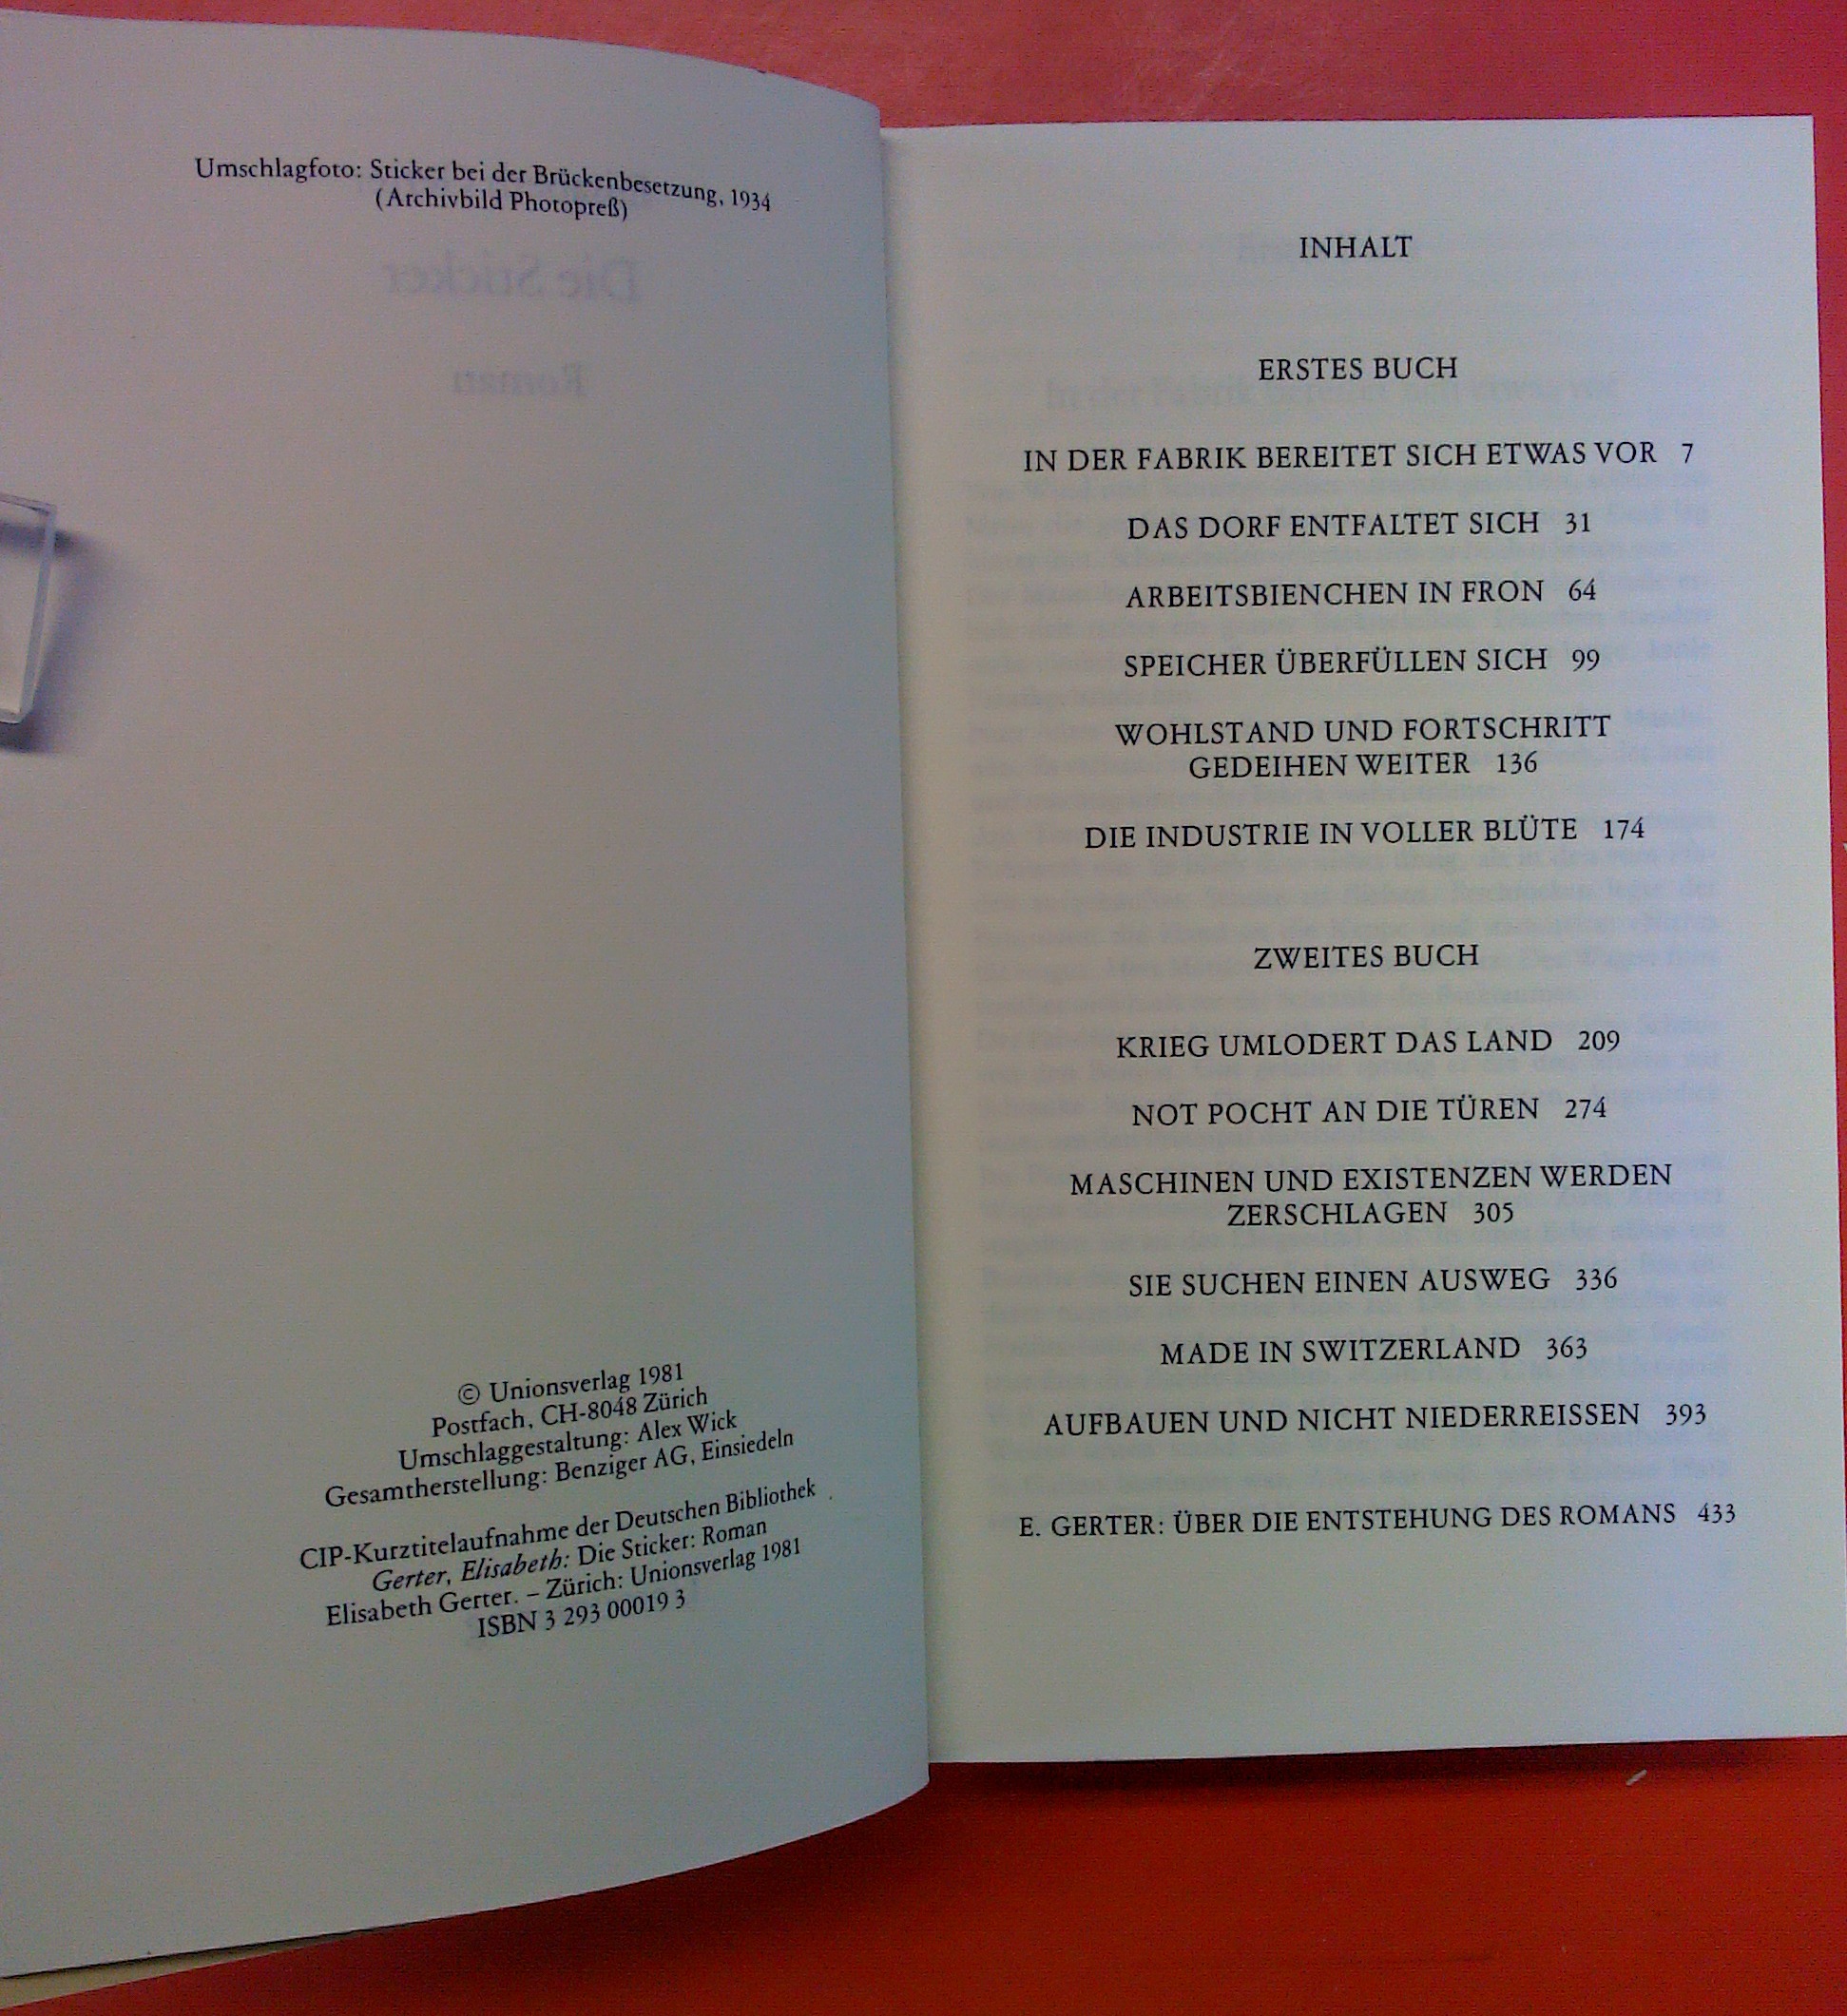 Umschlagfoto: Sticker bei der Brückenbesetzung, 1934
(Archivbild Photopreß)
Die Sticker
Roman
© Unionsverlag 1981
Postfach, CH-8048 Zürich
Umschlaggestaltung: Alex Wick
Gesamtherstellung: Benziger AG, Einsiedeln
CIP-Kurztitelaufnahme der Deutschen Bibliothek
Gerter, Elisabeth: Die Sticker: Roman
Elisabeth Gerter. – Zürich: Unionsverlag 1981
ISBN 3 293 00019 3
INHALT
ERSTES BUCH
IN DER FABRIK BEREITET SICH ETWAS VOR 7
DAS DORF ENTFALTET SICH 31
ARBEITSBIENCHEN IN FRON 64
SPEICHER ÜBERFÜLLEN SICH 99
WOHLSTAND UND FORTSCHRITT
GEDEIHEN WEITER 136
DIE INDUSTRIE IN VOLLER BLÜTE 174
ZWEITES BUCH
KRIEG UMLODERT DAS LAND 209
NOT POCHT AN DIE TÜREN 274
MASCHINEN UND EXISTENZEN WERDEN
ZERSCHLAGEN 305
SIE SUCHEN EINEN AUSWEG 336
MADE IN SWITZERLAND 363
AUFBAUEN UND NICHT NIEDERREISSEN 393
E. GERTER: ÜBER DIE ENTSTEHUNG DES ROMANS 433